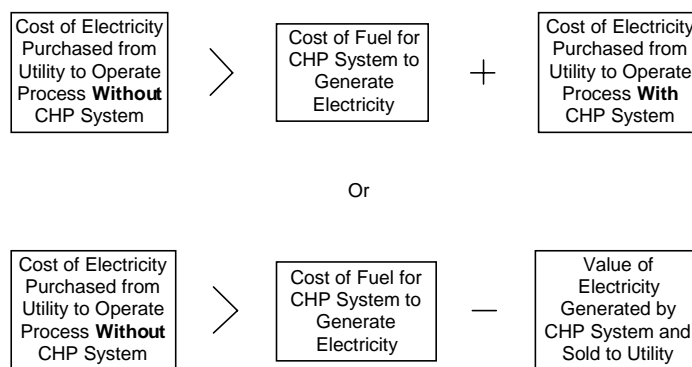 Cost of Electricity
Purchased from
Utility to Operate
Process Without
CHP System
>
Cost of Fuel for
CHP System to
Generate
Electricity
+
Cost of Electricity
Purchased from
Utility to Operate
Process With
CHP System
Or
Cost of Electricity
Purchased from
Utility to Operate
Process Without
CHP System
>
Cost of Fuel for
CHP System to
Generate
Electricity
—
Value of
Electricity
Generated by
CHP System and
Sold to Utility